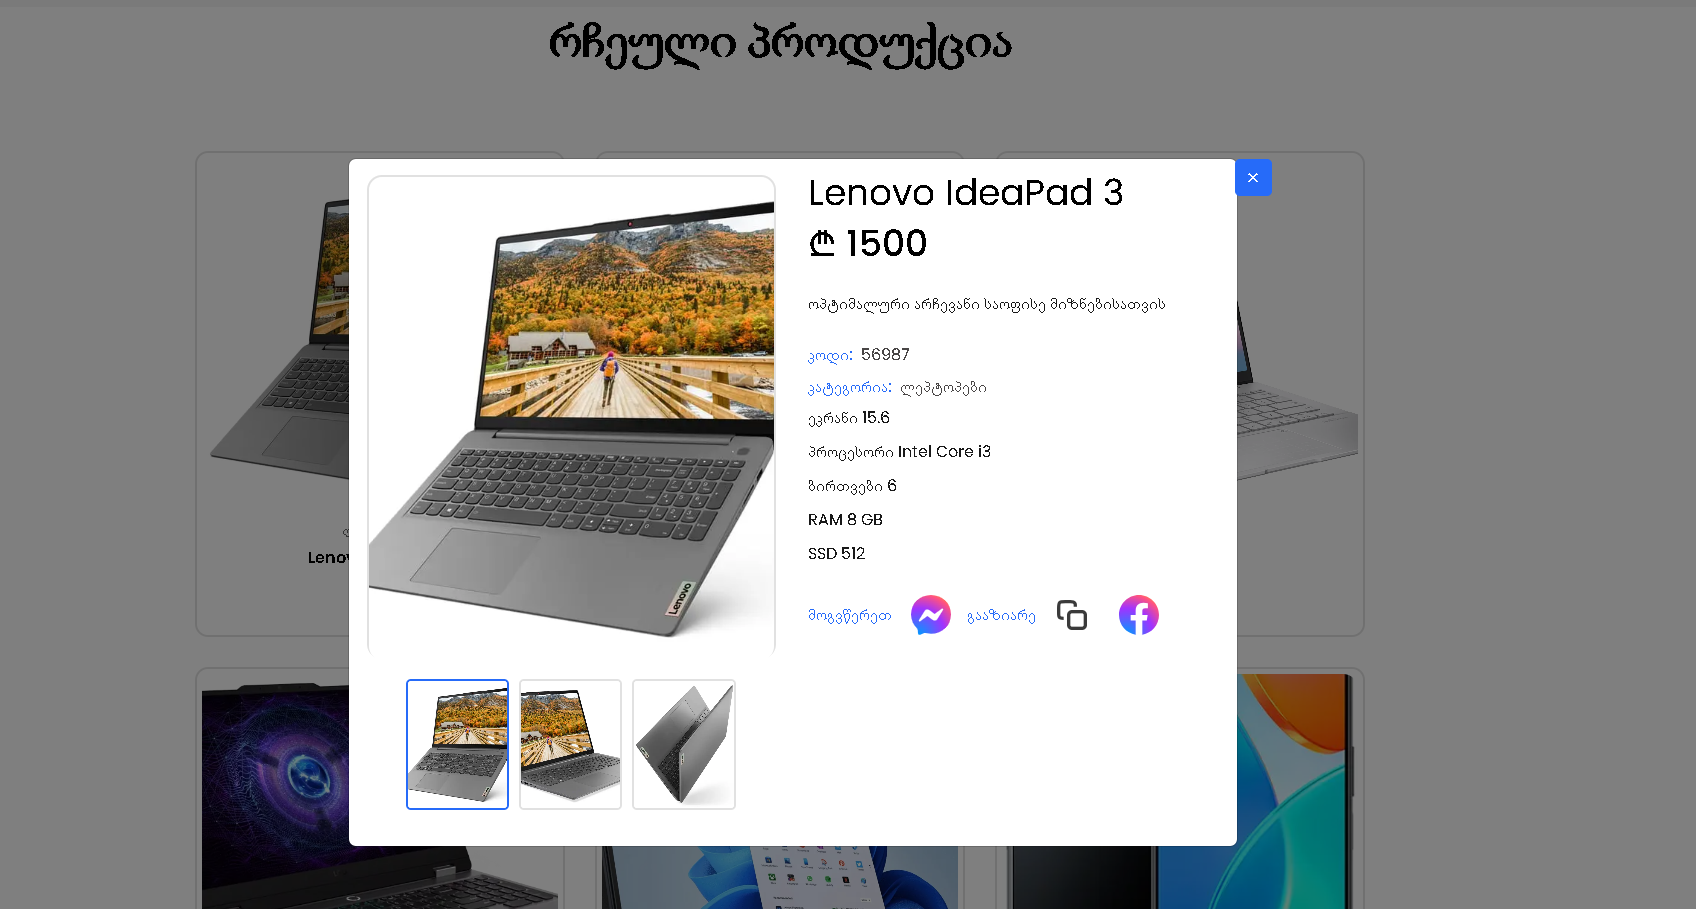 რჩეული პროდუქცია
Lenovo IdeaPad 3
₾ 1500
ოპტიმალური არჩევანი საოფისე მიზნებისათვის
კოდი: 56987
კატეგორია: ლეპტოპები
ეკრანი 15.6
პროცესორი Intel Core i3
ბირთვები 6
RAM 8 GB
SSD 512
მოგვწერეთ გააზიარე
Lenovo